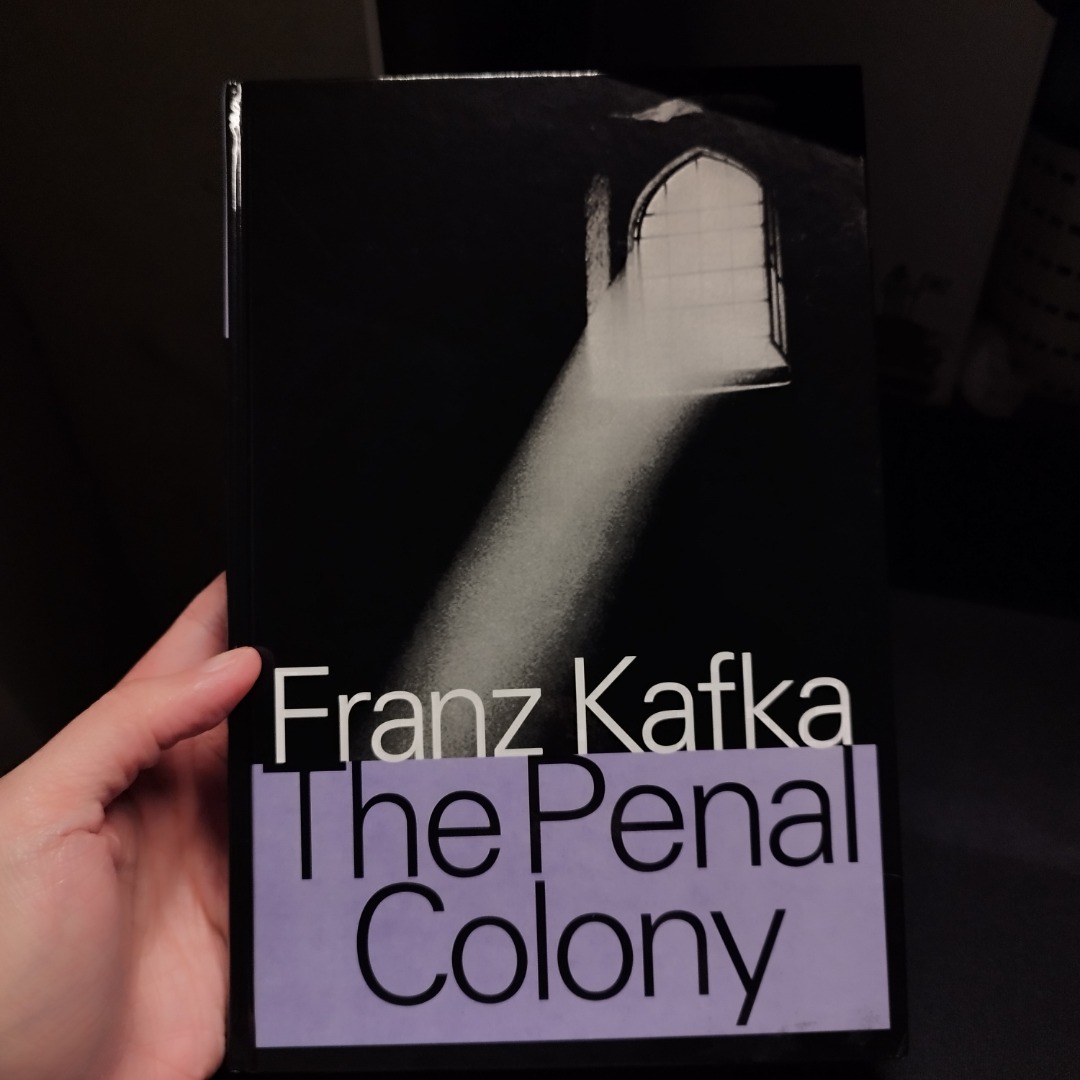 Franz Kafka
The Penal
Colony